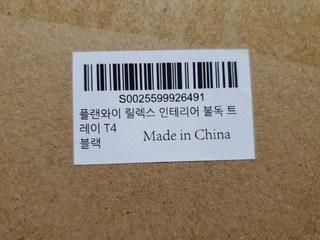 S0025599926491
플랜와이 릴렉스 인테리어 불독 트
레이 T4
블랙
Made in China